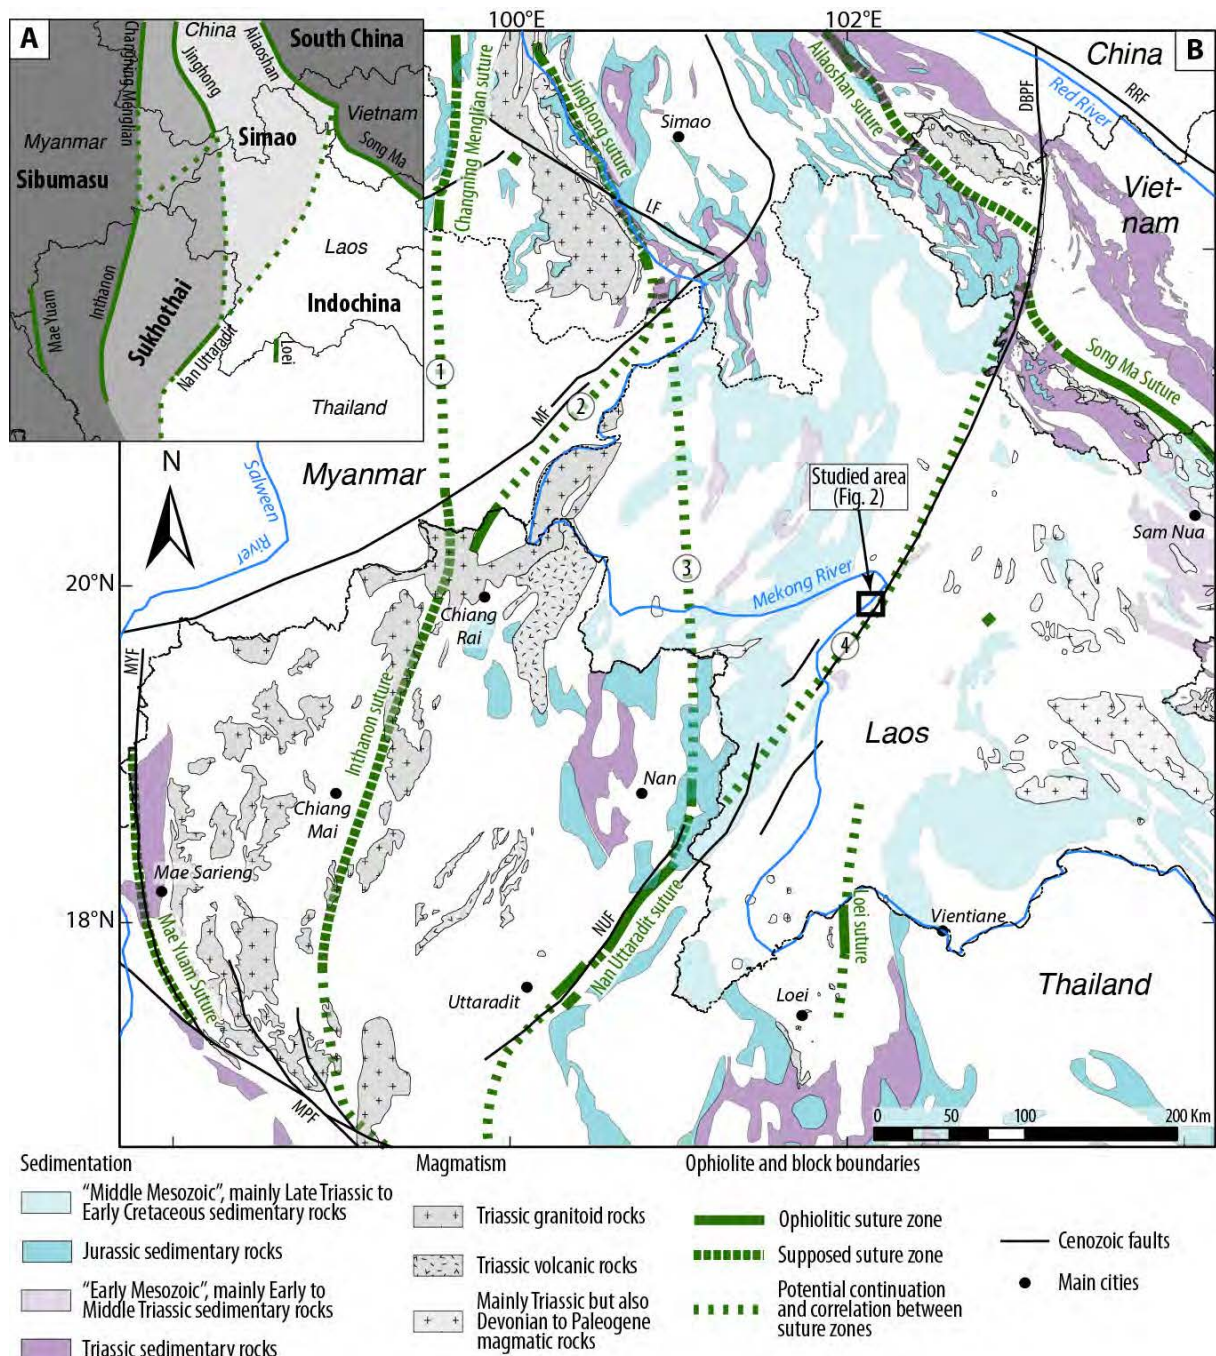 100°E
102°E
A
China
South China
Changning Menglian
Jinghong
Ailaoshan
Vietnam
Myanmar
Simao
Song Ma
Sibumasu
Laos
Inthanon
Sukhothai
Indochina
Mae Yuam
Nan Uttaradit
Loei
Thailand
B
China
Changning Menglian suture
Jinghong suture
Simao
Ailaoshan suture
DBPF
Red River
RRF
LF
Viet-
nam
Song Ma Suture
1
2
MF
Myanmar
N
Salween
River
Studied area
(Fig. 2)
Sam Nua
20°N
3
Mekong River
Chiang
Rai
4
MYF
Inthanon suture
Laos
Nan
Chiang
Mai
Mae Sarieng
18°N
Mae Yuam Suture
NUF
Nan Uttaradit suture
Loei suture
Vientiane
Uttaradit
Loei
Thailand
MPF
0 50 100 200 Km
Sedimentation
"Middle Mesozoic", mainly Late Triassic to
Early Cretaceous sedimentary rocks
Jurassic sedimentary rocks
"Early Mesozoic", mainly Early to
Middle Triassic sedimentary rocks
Triassic sedimentary rocks
Magmatism
Triassic granitoid rocks
Triassic volcanic rocks
Mainly Triassic but also
Devonian to Paleogene
magmatic rocks
Ophiolite and block boundaries
Ophiolitic suture zone
Supposed suture zone
Potential continuation
and correlation between
suture zones
Cenozoic faults
Main cities